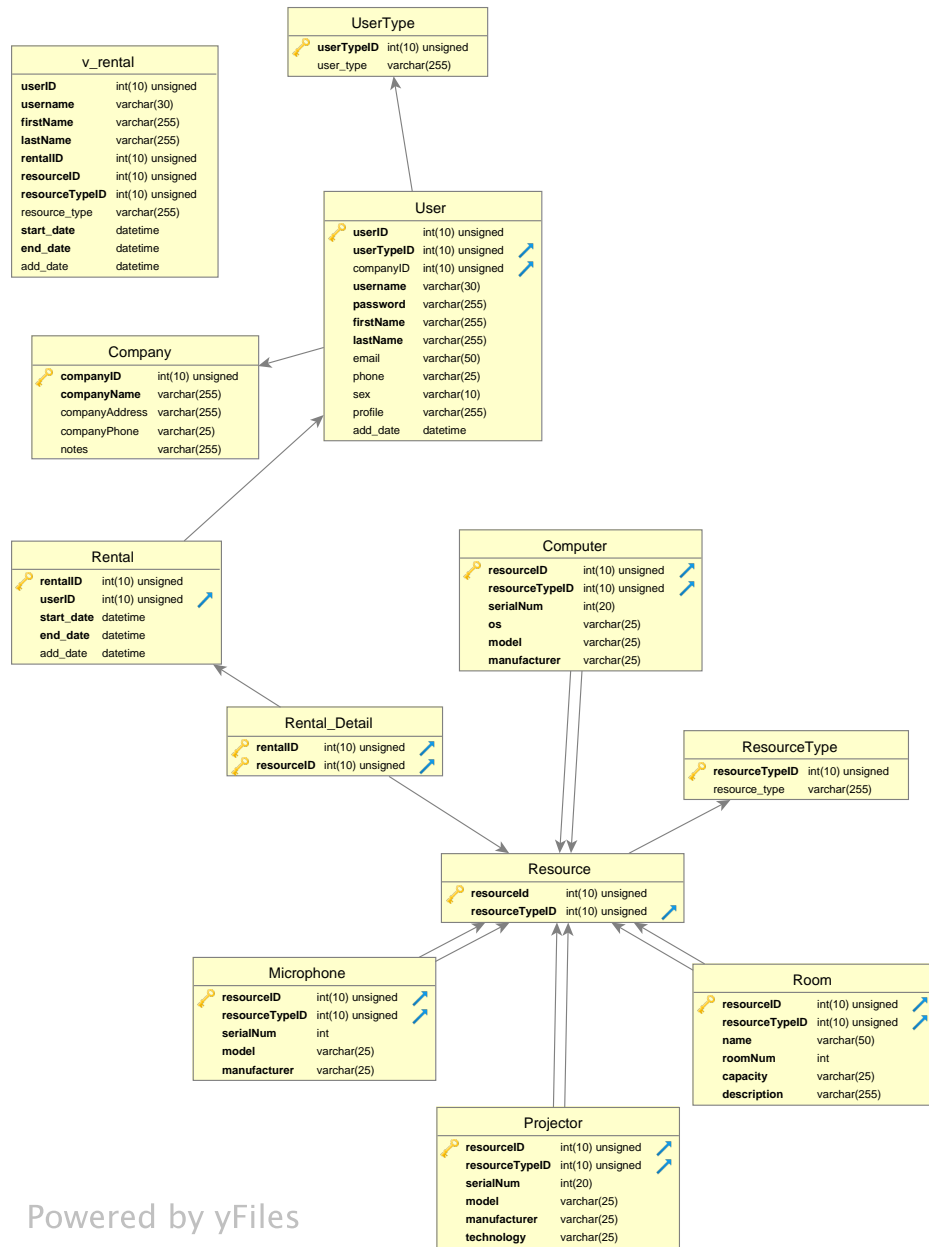 UserType
userTypeID int(10) unsigned
user_type varchar(255)
v_rental
userID int(10) unsigned
username varchar(30)
firstName varchar(255)
lastName varchar(255)
rentalID int(10) unsigned
resourceID int(10) unsigned
resourceTypeID int(10) unsigned
resource_type varchar(255)
start_date datetime
end_date datetime
add_date datetime
User
userID int(10) unsigned
userTypeID int(10) unsigned
companyID int(10) unsigned
username varchar(30)
password varchar(255)
firstName varchar(255)
lastName varchar(255)
email varchar(50)
phone varchar(25)
sex varchar(10)
profile varchar(255)
add_date datetime
Company
companyID int(10) unsigned
companyName varchar(255)
companyAddress varchar(255)
companyPhone varchar(25)
notes varchar(255)
Rental
rentalID int(10) unsigned
userID int(10) unsigned
start_date datetime
end_date datetime
add_date datetime
Computer
resourceID int(10) unsigned
resourceTypeID int(10) unsigned
serialNum int(20)
os varchar(25)
model varchar(25)
manufacturer varchar(25)
Rental_Detail
rentalID int(10) unsigned
resourceID int(10) unsigned
ResourceType
resourceTypeID int(10) unsigned
resource_type varchar(255)
Resource
resourceId int(10) unsigned
resourceTypeID int(10) unsigned
Microphone
resourceID int(10) unsigned
resourceTypeID int(10) unsigned
serialNum int
model varchar(25)
manufacturer varchar(25)
Room
resourceID int(10) unsigned
resourceTypeID int(10) unsigned
name varchar(50)
roomNum int
capacity varchar(25)
description varchar(255)
Projector
resourceID int(10) unsigned
resourceTypeID int(10) unsigned
serialNum int(20)
model varchar(25)
manufacturer varchar(25)
technology varchar(25)
Powered by yFiles